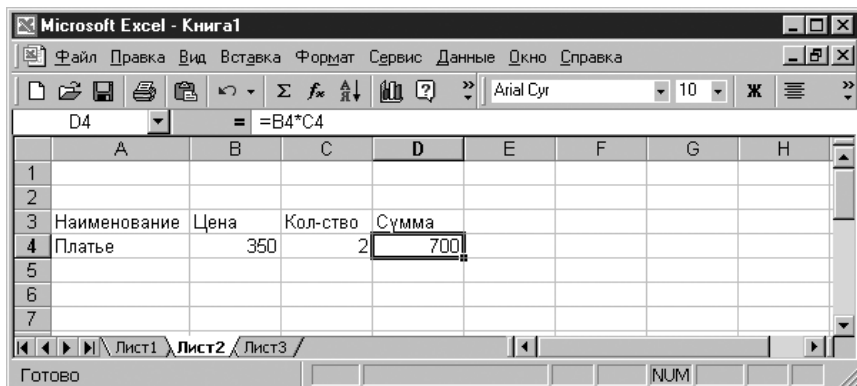 Microsoft Excel - Книга1
Файл Правка Вид Вставка Формат Сервис Данные Окно Справка
Σ fx А Я ? » Arial Cyr 10 Ж »
D4 = =B4*C4
A B C D E F G H
1
2
3 Наименование Цена Кол-ство Сумма
4 Платье 350 2 700
5
6
7
Лист1 Лист2 Лист3
Готово NUM